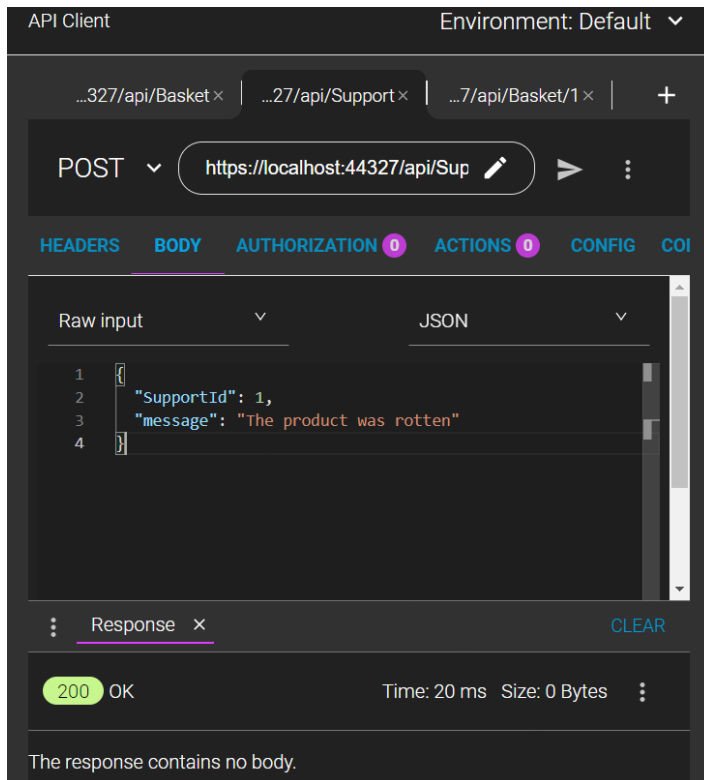 API Client Environment: Default
...327/api/Basket × ...27/api/Support × ...7/api/Basket/1 × +
POST https://localhost:44327/api/Sup
HEADERS BODY AUTHORIZATION 0 ACTIONS 0 CONFIG COI
Raw input JSON
1 {
2 "SupportId": 1,
3 "message": "The product was rotten"
4 }
Response × CLEAR
200 OK Time: 20 ms Size: 0 Bytes
The response contains no body.